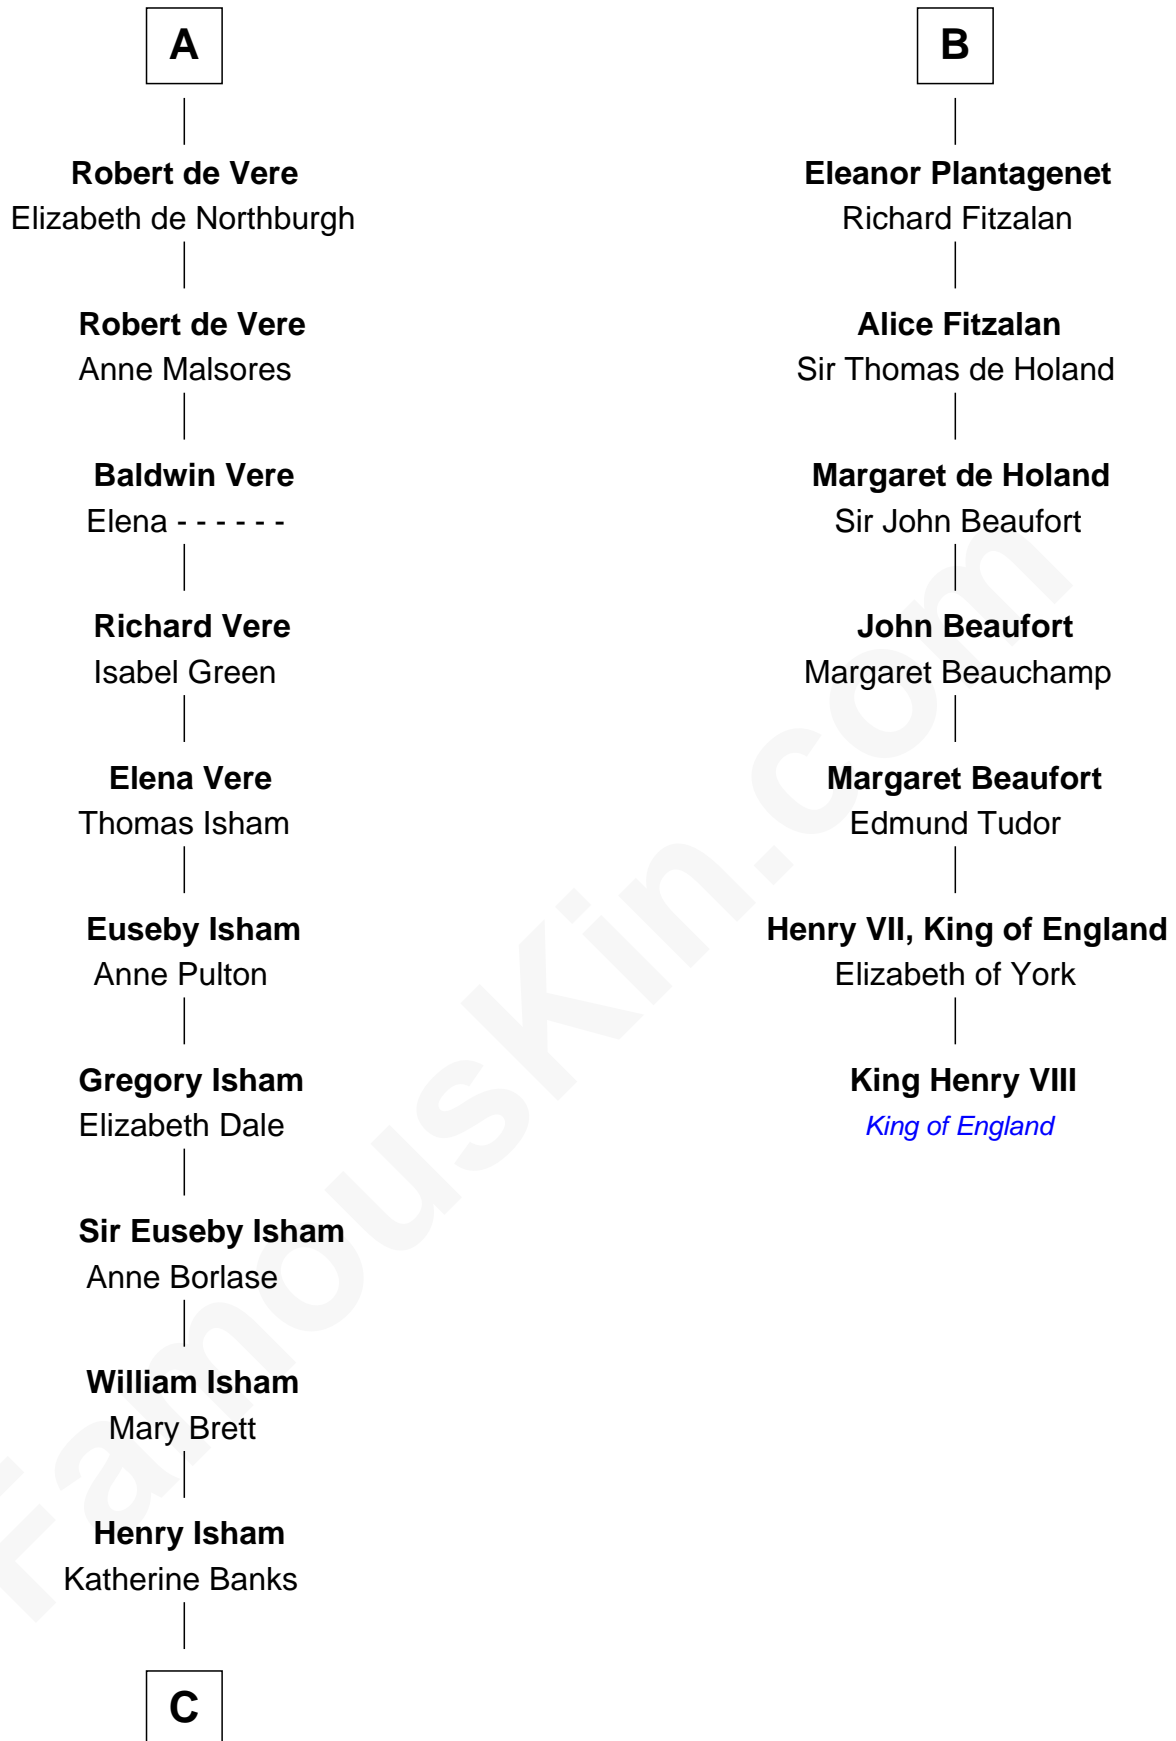 A
Robert de Vere
Elizabeth de Northburgh
Robert de Vere
Anne Malsores
Baldwin Vere
Elena - - - - - -
Richard Vere
Isabel Green
Elena Vere
Thomas Isham
Euseby Isham
Anne Pulton
Gregory Isham
Elizabeth Dale
Sir Euseby Isham
Anne Borlase
William Isham
Mary Brett
Henry Isham
Katherine Banks
C
B
Eleanor Plantagenet
Richard Fitzalan
Alice Fitzalan
Sir Thomas de Holand
Margaret de Holand
Sir John Beaufort
John Beaufort
Margaret Beauchamp
Margaret Beaufort
Edmund Tudor
Henry VII, King of England
Elizabeth of York
King Henry VIII
King of England
FamousKin.com